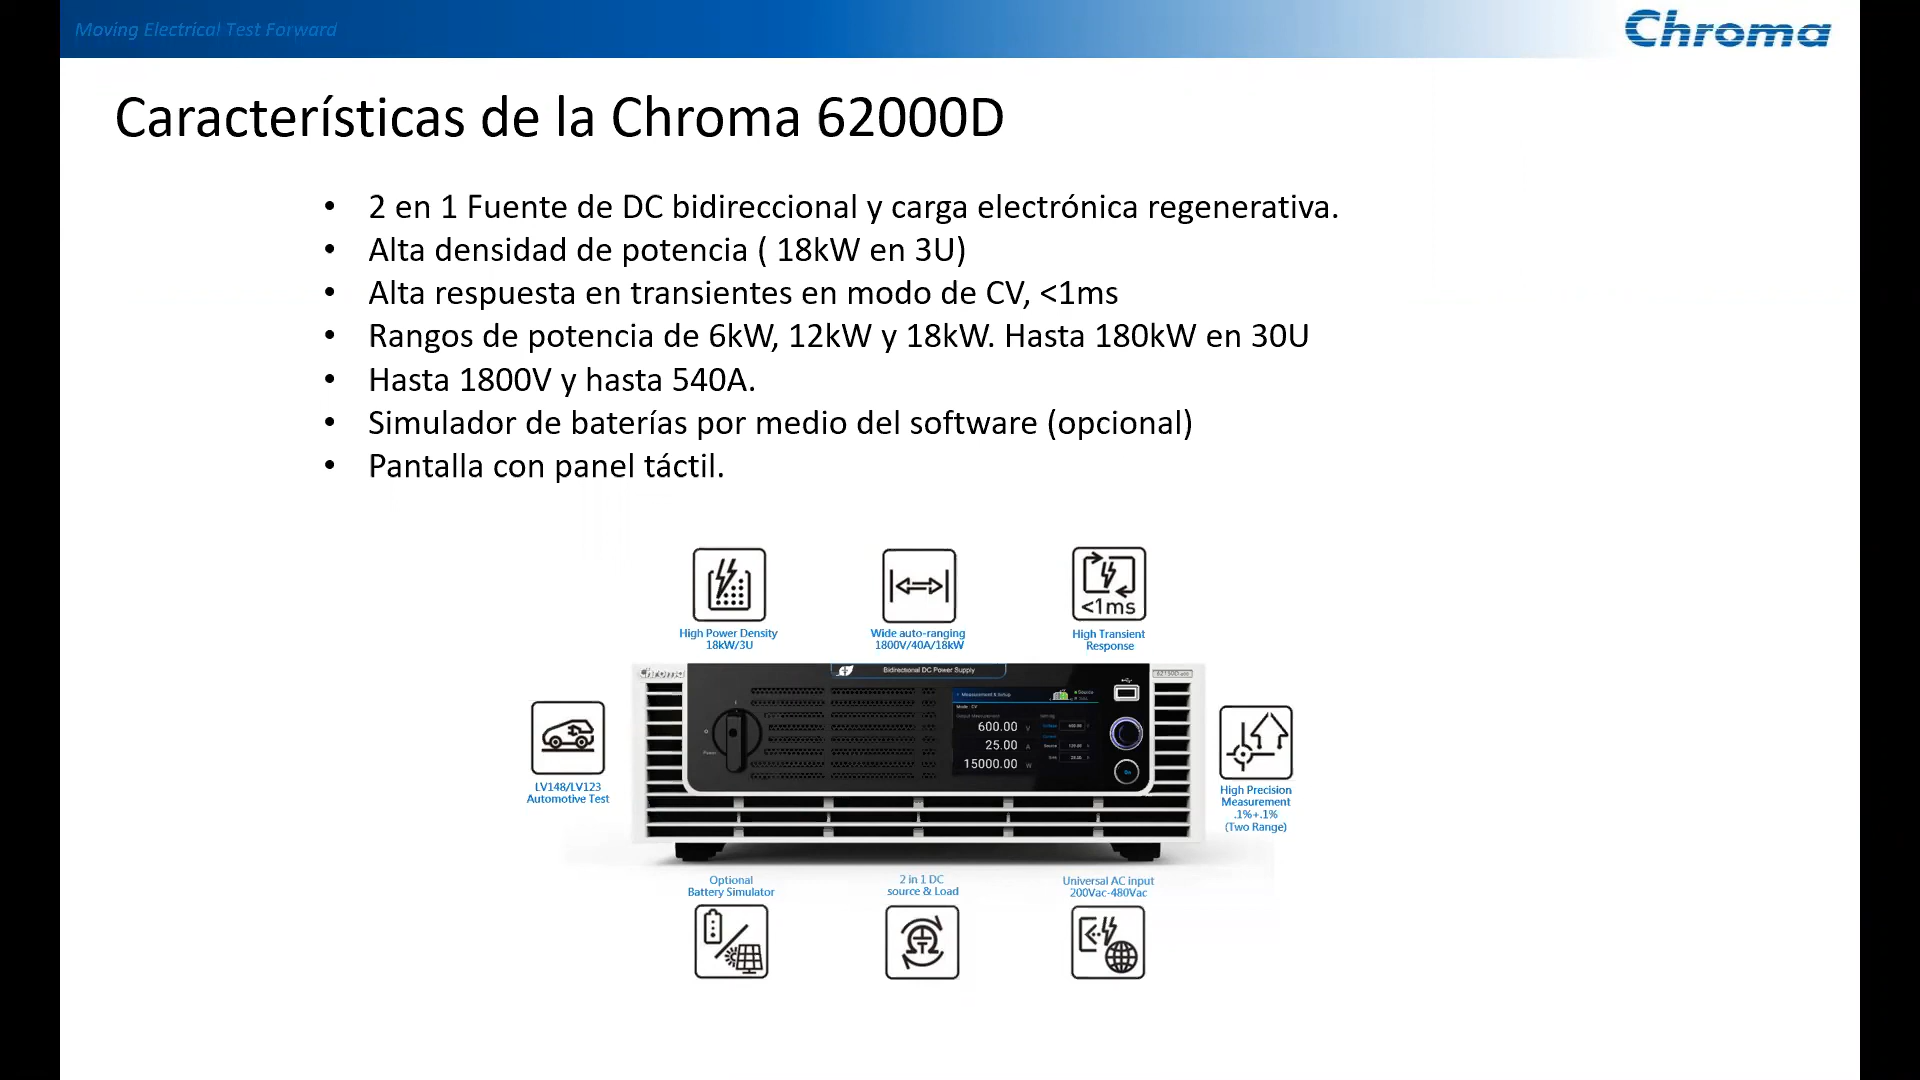 Moving Electrical Test Forward
Chroma
Características de la Chroma 62000D
• 2 en 1 Fuente de DC bidireccional y carga electrónica regenerativa.
• Alta densidad de potencia ( 18kW en 3U)
• Alta respuesta en transientes en modo de CV, <1ms
• Rangos de potencia de 6kW, 12kW y 18kW. Hasta 180kW en 30U
• Hasta 1800V y hasta 540A.
• Simulador de baterías por medio del software (opcional)
• Pantalla con panel táctil.
<1ms
High Power Density
18kW/3U
Wide auto-ranging
1800V/40A/18kW
High Transient
Response
Chroma
Bidirectional DC Power Supply
Measurement & Setup
Mode : CV
600.00 V
25.00 A
15000.00 W
LV148/LV123
Automotive Test
High Precision
Measurement
.1%+.1%
(Two Range)
Optional
Battery Simulator
2 in 1 DC
source & Load
Universal AC input
200Vac-480Vac